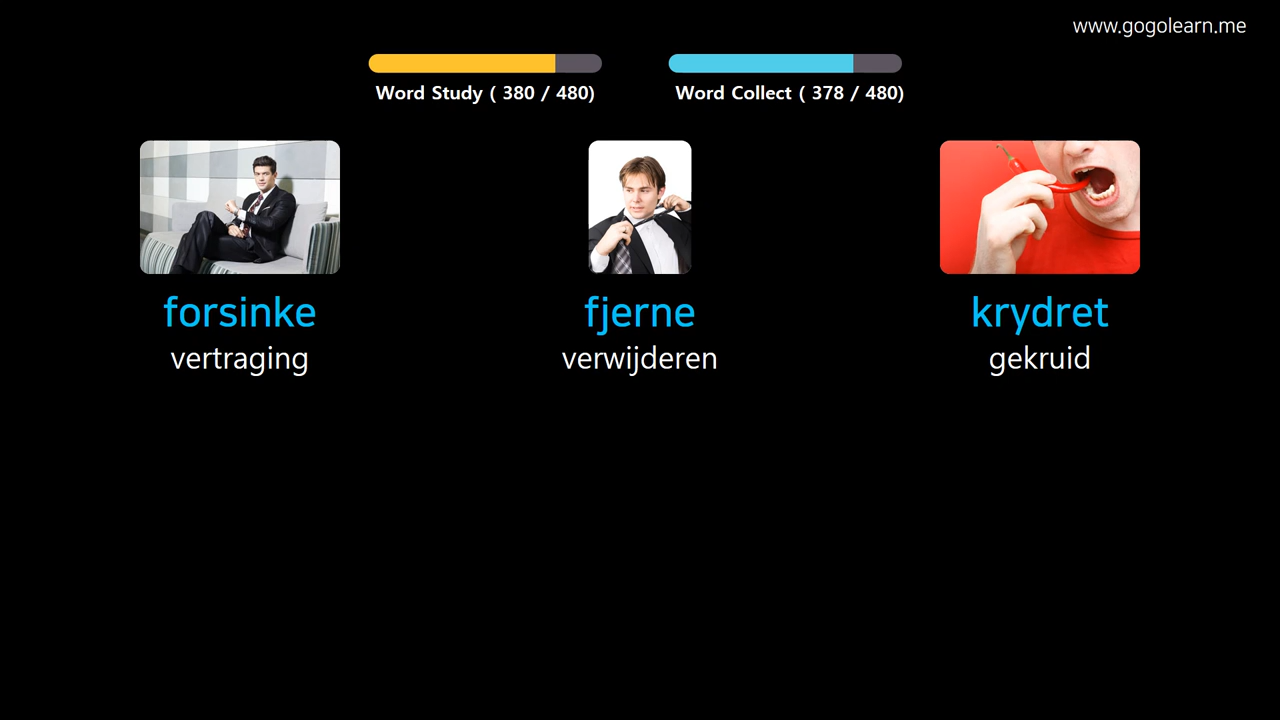 www.gogolearn.me
Word Study ( 380 / 480)
Word Collect ( 378 / 480)
forsinke
vertraging
fjerne
verwijderen
krydret
gekruid